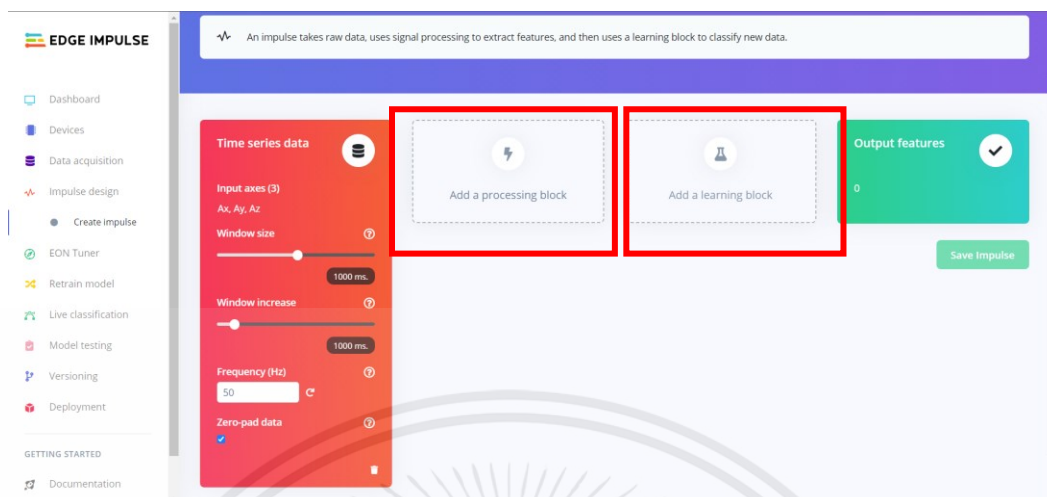 EDGE IMPULSE
An impulse takes raw data, uses signal processing to extract features, and then uses a learning block to classify new data.
Dashboard
Devices
Data acquisition
Impulse design
Create impulse
EON Tuner
Retrain model
Live classification
Model testing
Versioning
Deployment
GETTING STARTED
Documentation
Time series data
Input axes (3)
Ax, Ay, Az
Window size
1000 ms.
Window increase
1000 ms.
Frequency (Hz)
50
Zero-pad data
Add a processing block
Add a learning block
Output features
0
Save Impulse